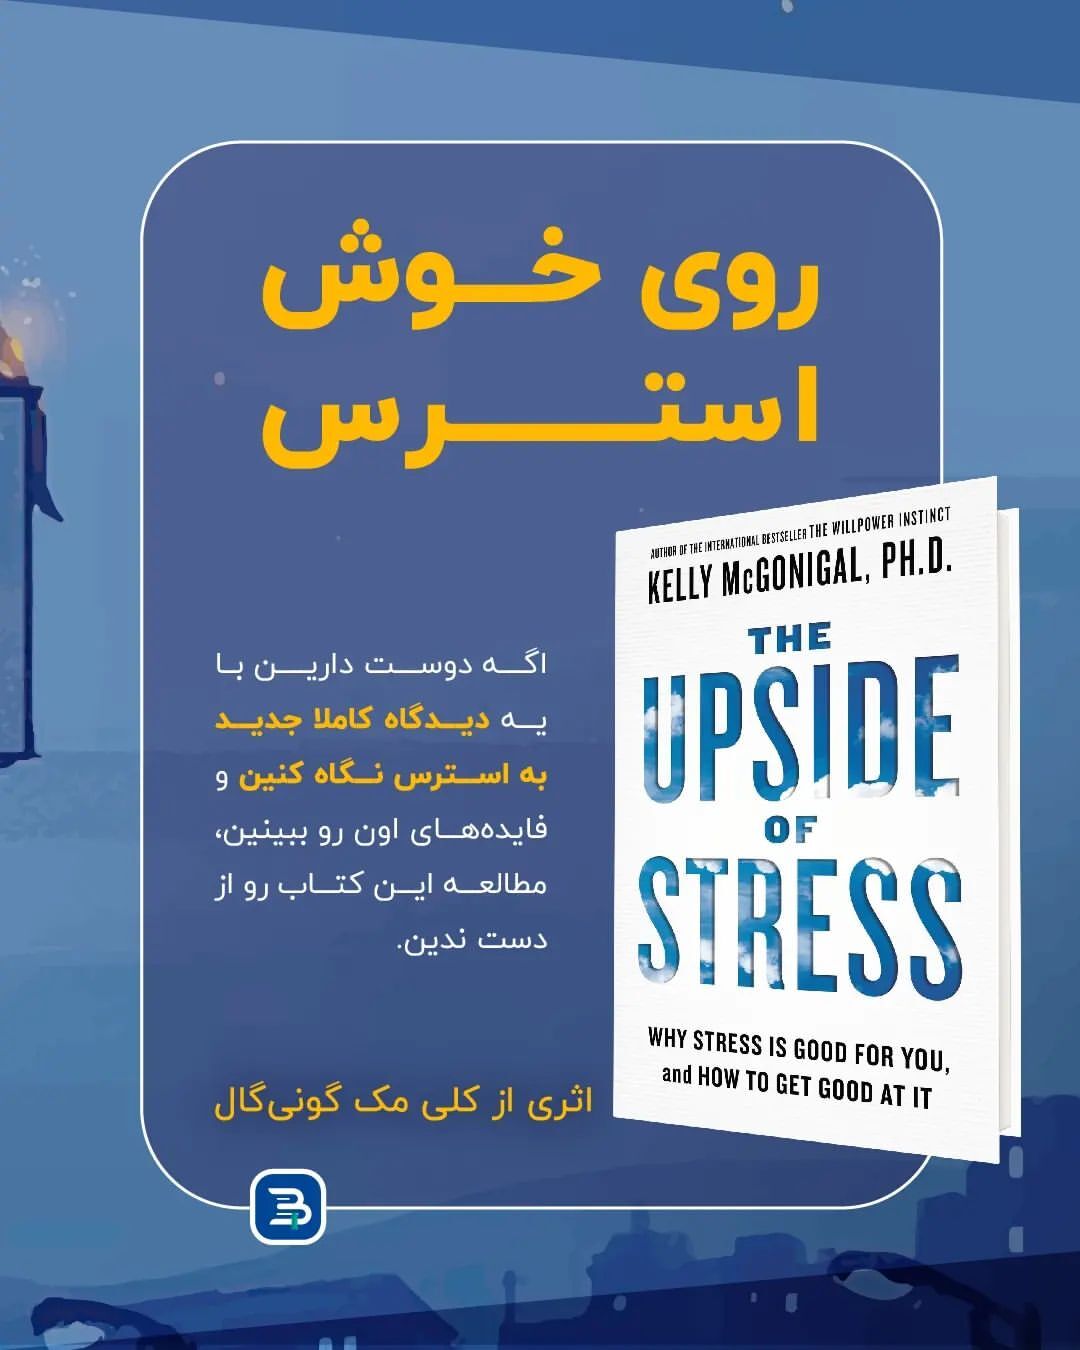 روی خوش
استرس
AUTHOR OF THE INTERNATIONAL BESTSELLER THE WILLPOWER INSTINCT
KELLY McGONIGAL, PH.D.
THE
UPSIDE
OF
STRESS
WHY STRESS IS GOOD FOR YOU,
and HOW TO GET GOOD AT IT
اگه دوست دارین با
یه دیدگاه کاملا جدید
به استرس نگاه کنین و
فایده‌های اون رو ببینین،
مطالعه این کتاب رو از
دست ندین.
اثری از کلی مک گونی‌گال